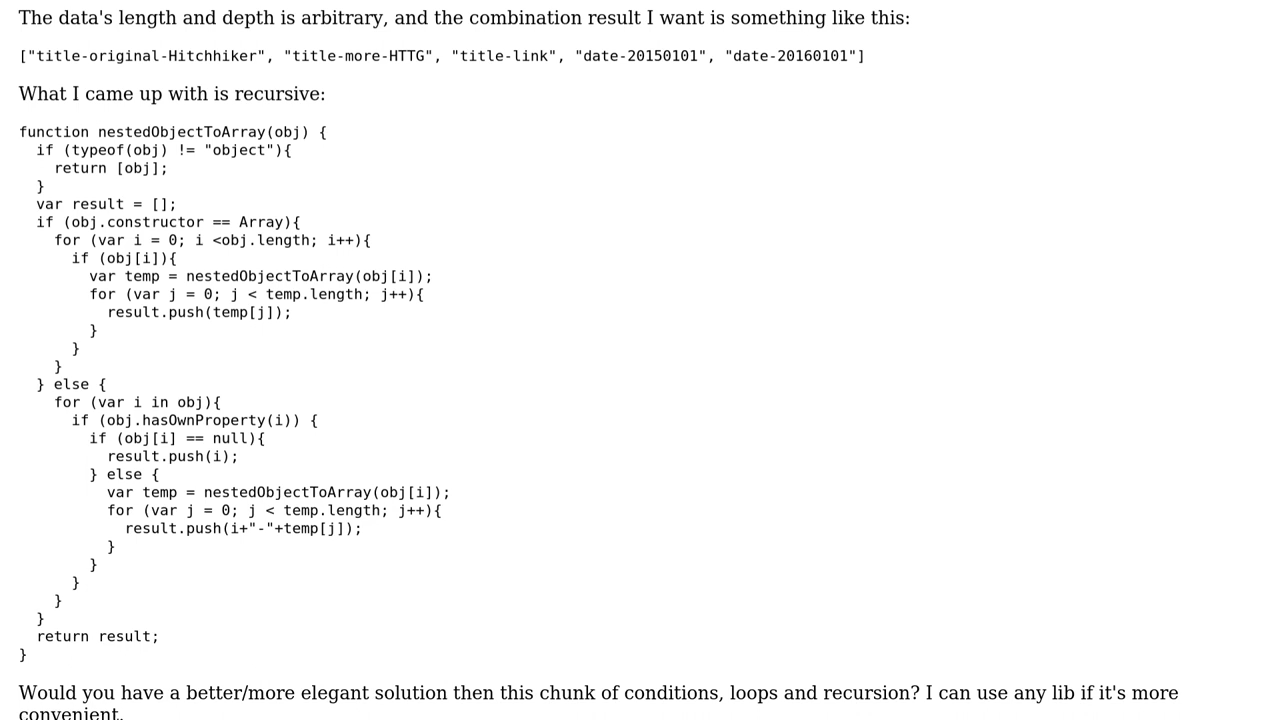 The data's length and depth is arbitrary, and the combination result I want is something like this:
["title-original-Hitchhiker", "title-more-HTTG", "title-link", "date-20150101", "date-20160101"]
What I came up with is recursive:
function nestedObjectToArray(obj) {
  if (typeof(obj) != "object"){
    return [obj];
  }
  var result = [];
  if (obj.constructor == Array){
    for (var i = 0; i <obj.length; i++){
      if (obj[i]){
        var temp = nestedObjectToArray(obj[i]);
        for (var j = 0; j < temp.length; j++){
          result.push(temp[j]);
        }
      }
    }
  } else {
    for (var i in obj){
      if (obj.hasOwnProperty(i)) {
        if (obj[i] == null){
          result.push(i);
        } else {
          var temp = nestedObjectToArray(obj[i]);
          for (var j = 0; j < temp.length; j++){
            result.push(i+"-"+temp[j]);
          }
        }
      }
    }
  }
  return result;
}
Would you have a better/more elegant solution then this chunk of conditions, loops and recursion? I can use any lib if it's more
convenient.